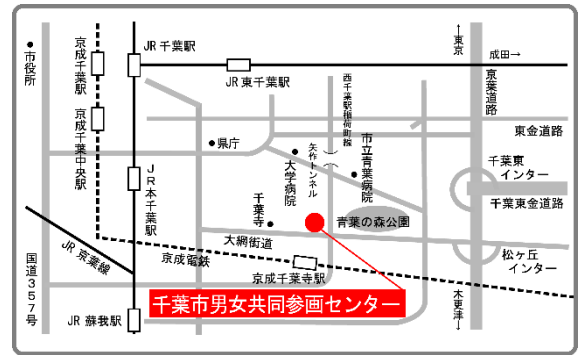 市役所
京成千葉駅
JR千葉駅
JR東千葉駅
←東京
成田→
京葉道路
西千葉駅稲荷町線
東金道路
京成千葉中央駅
県庁
矢作トンネル
大学病院
市立青葉病院
千葉東
インター
千葉東金道路
JR本千葉駅
千葉寺
青葉の森公園
大網街道
松ヶ丘
インター
JR京葉線
京成電鉄
京成千葉寺駅
国道357号
千葉市男女共同参画センター
木更津→
JR 蘇我駅